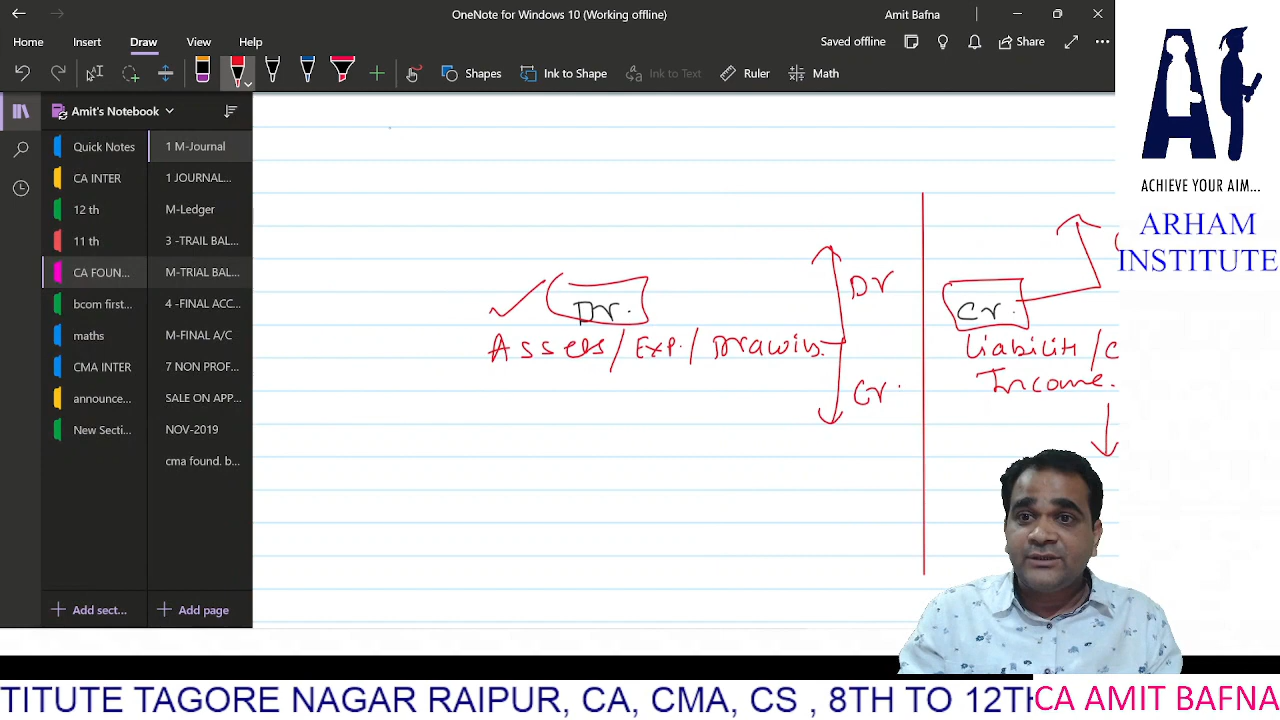 OneNote for Windows 10 (Working offline)
Amit Bafna
Home Insert Draw View Help
Saved offline
Share
Shapes
Ink to Shape
Ink to Text
Ruler
Math
Amit's Notebook
Quick Notes
CA INTER
12 th
11 th
CA FOUN...
bcom first...
maths
CMA INTER
announce...
New Secti...
Add sect...
1 M-Journal
1 JOURNAL...
M-Ledger
3 -TRAIL BAL...
M-TRIAL BAL...
4 -FINAL ACC...
M-FINAL A/C
7 NON PROF...
SALE ON APP...
NOV-2019
cma found. b...
Add page
Dr.
Assets/Exp./
Dr
Cr.
Cr.
/C
Income.
ACHIEVE YOUR AIM...
ARHAM
INSTITUTE
TITUTE TAGORE NAGAR RAIPUR, CA, CMA, CS , 8TH TO 12TH
CA AMIT BAFNA